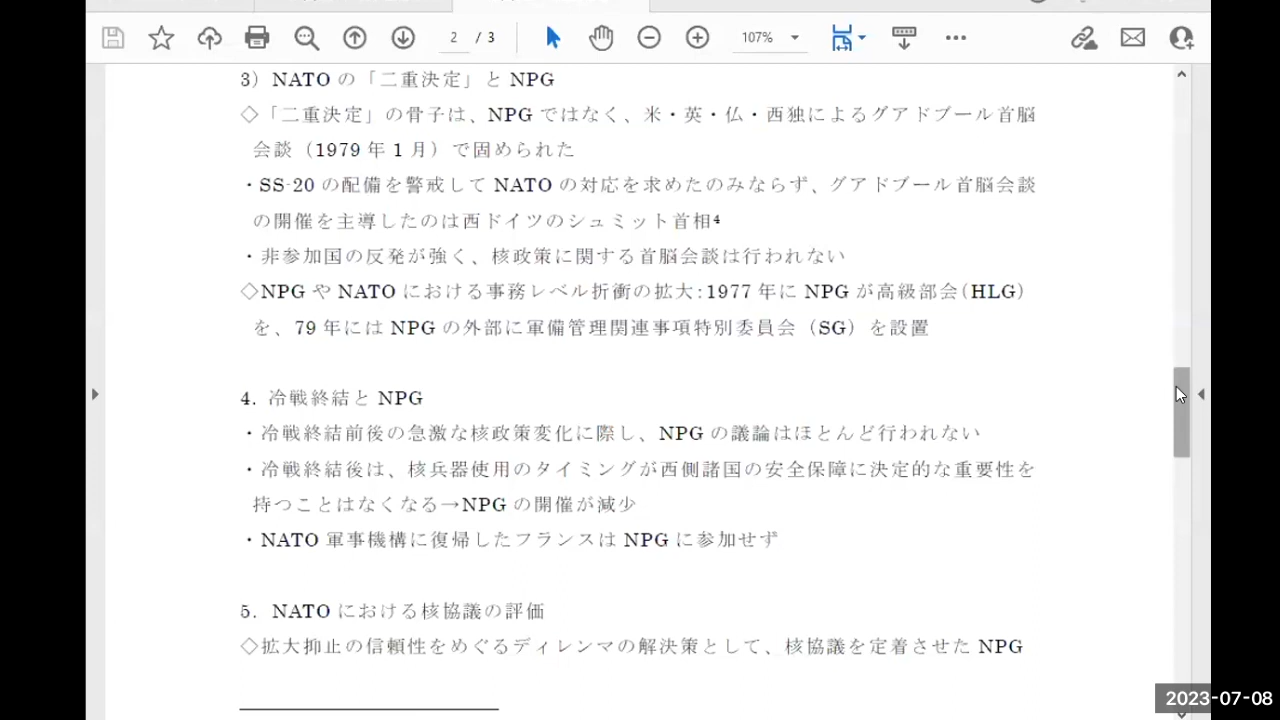 2 / 3
107%
3）NATO の「二重決定」と NPG
◇「二重決定」の骨子は、NPG ではなく、米・英・仏・西独によるグアドブール首脳
会談（1979 年 1 月）で固められた
・SS-20 の配備を警戒して NATO の対応を求めたのみならず、グアドブール首脳会談
の開催を主導したのは西ドイツのシュミット首相4
・非参加国の反発が強く、核政策に関する首脳会談は行われない
◇NPG や NATO における事務レベル折衝の拡大:1977 年に NPG が高級部会(HLG)
を、79 年には NPG の外部に軍備管理関連事項特別委員会（SG）を設置
4. 冷戦終結と NPG
・冷戦終結前後の急激な核政策変化に際し、NPG の議論はほとんど行われない
・冷戦終結後は、核兵器使用のタイミングが西側諸国の安全保障に決定的な重要性を
持つことはなくなる→NPG の開催が減少
・NATO 軍事機構に復帰したフランスは NPG に参加せず
5. NATO における核協議の評価
◇拡大抑止の信頼性をめぐるディレンマの解決策として、核協議を定着させた NPG
2023-07-08